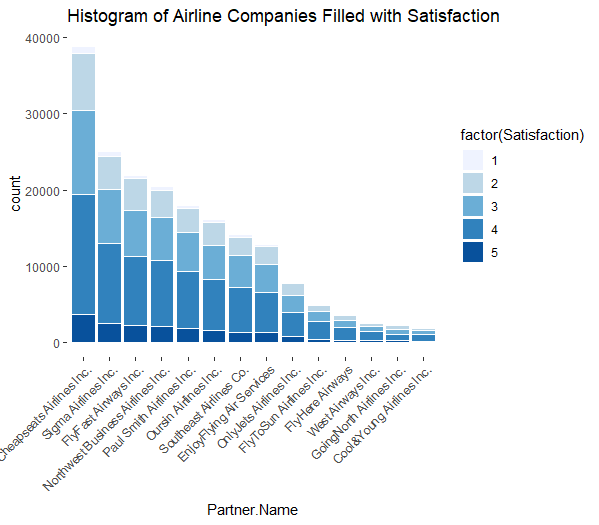 Histogram of Airline Companies Filled with Satisfaction
40000
30000
20000
10000
0
count
Cheapseats Airlines Inc.
Sigma Airlines Inc.
FlyFast Airways Inc.
Northwest Business Airlines Inc.
Paul Smith Airlines Inc.
Oursin Airlines Inc.
Southeast Airlines Co.
EnjoyFlying Air Services
OnlyJets Airlines Inc.
FlyToSun Airlines Inc.
FlyHere Airways
West Airways Inc.
GoingNorth Airlines Inc.
Cool&Young Airlines Inc.
Partner.Name
factor(Satisfaction)
1
2
3
4
5